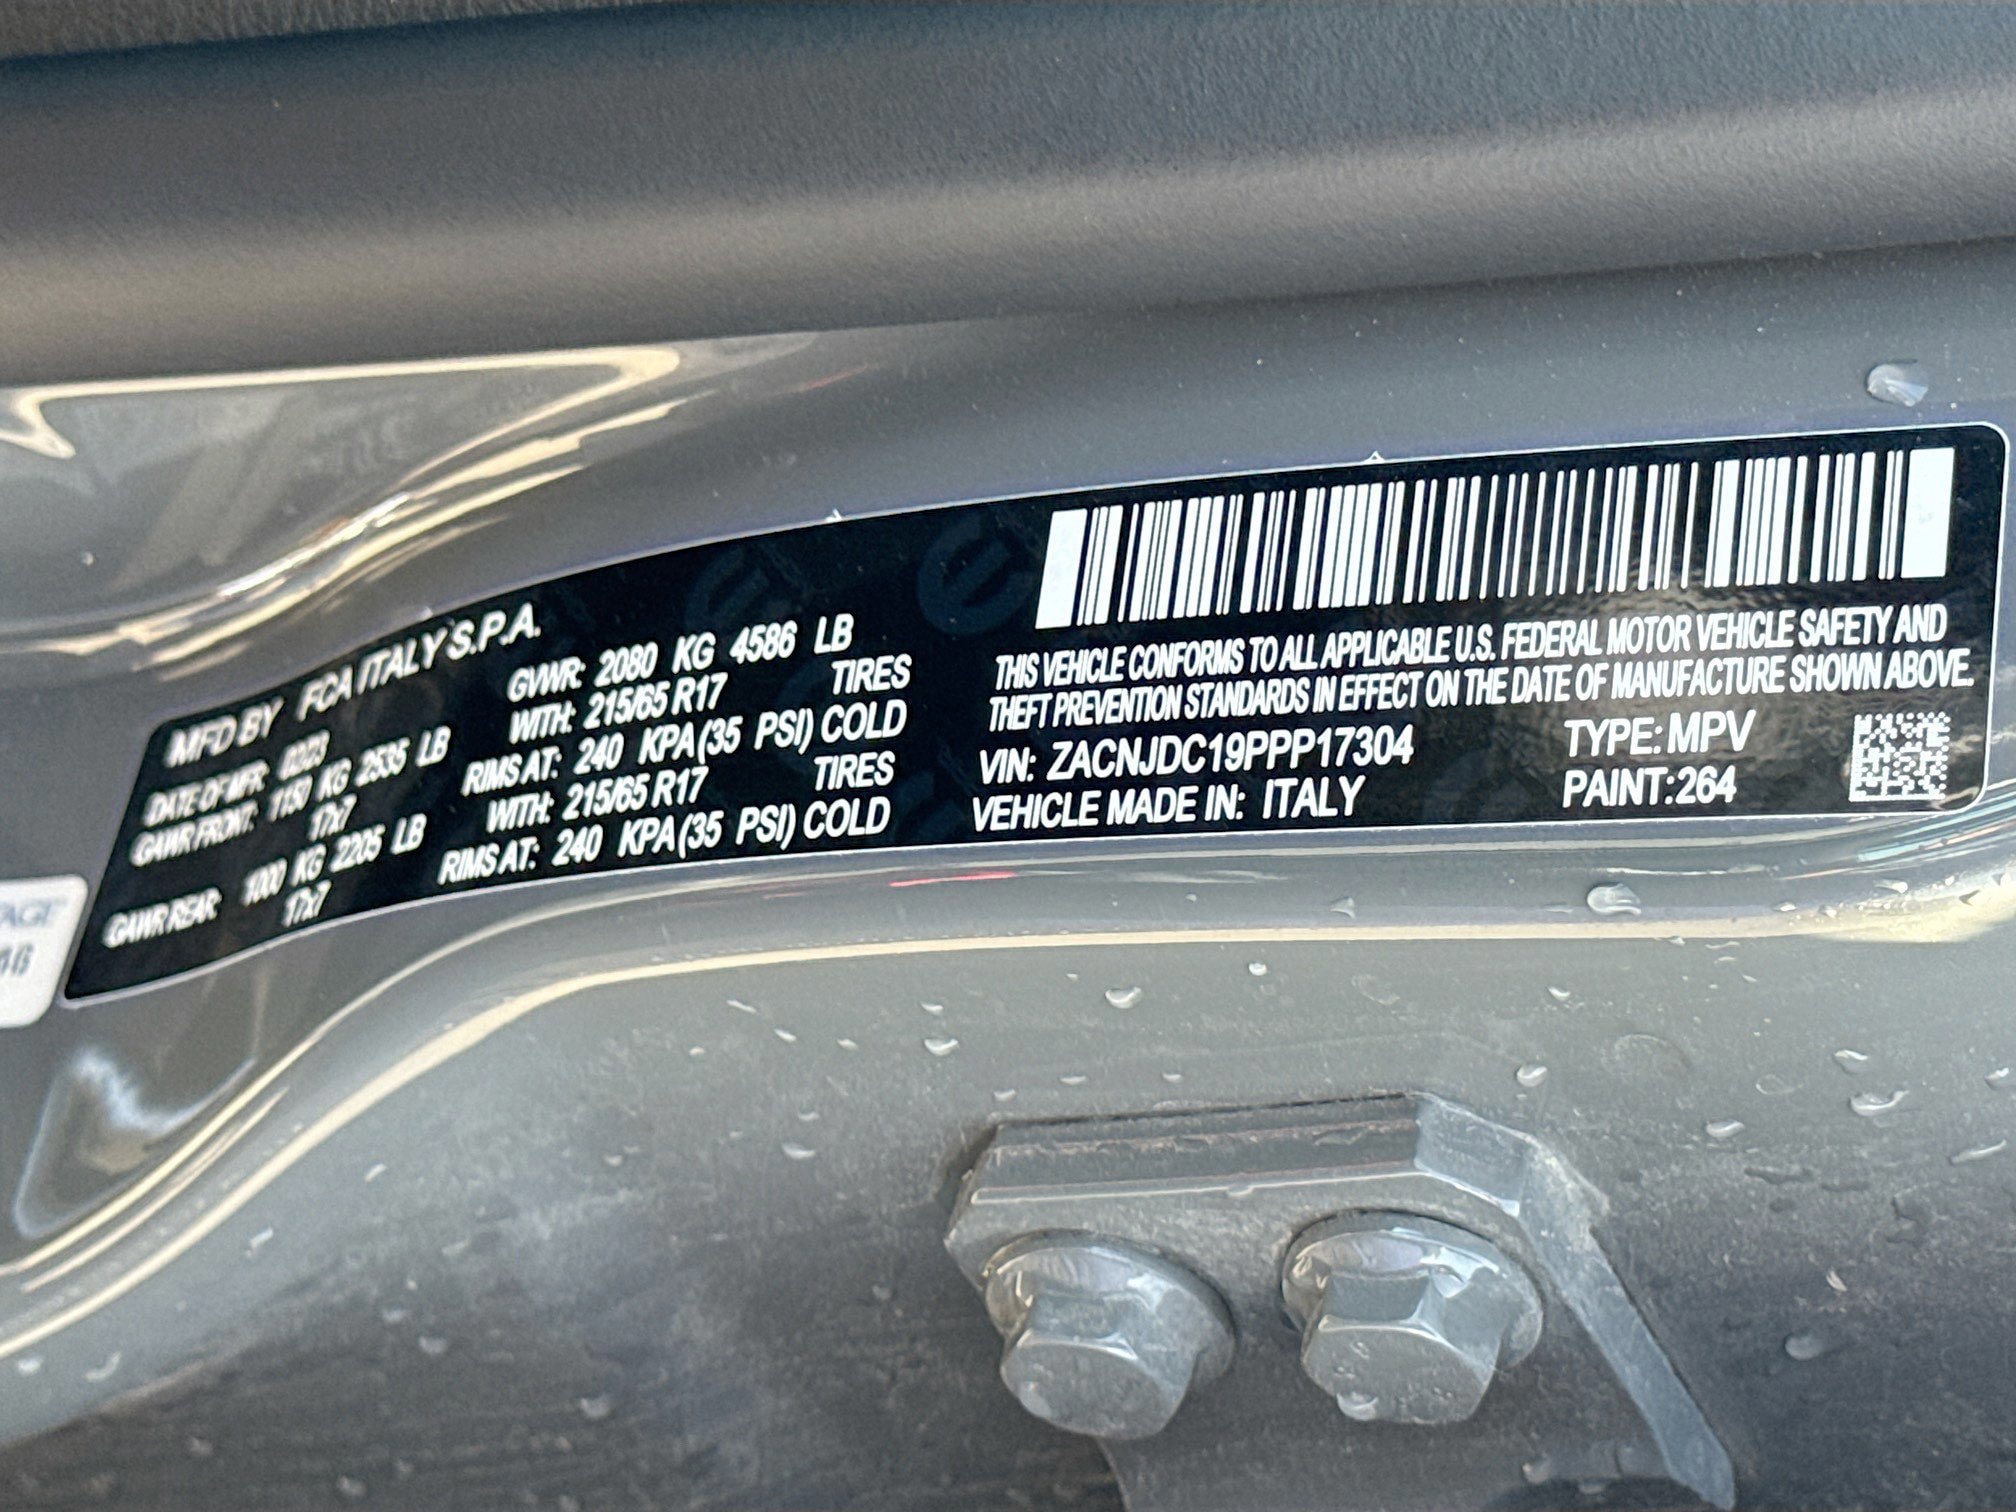 MFD BY FCA ITALY S.P.A.
DATE OF MFR: 02/23 GVWR: 2080 KG 4586 LB
GAWR FRONT: 1150 KG 2535 LB WITH: 215/65 R17 TIRES
17x7 RIMS AT: 240 KPA(35 PSI) COLD
GAWR REAR: 1000 KG 2205 LB WITH: 215/65 R17 TIRES
17x7 RIMS AT: 240 KPA(35 PSI) COLD
THIS VEHICLE CONFORMS TO ALL APPLICABLE U.S. FEDERAL MOTOR VEHICLE SAFETY AND
THEFT PREVENTION STANDARDS IN EFFECT ON THE DATE OF MANUFACTURE SHOWN ABOVE.
VIN: ZACNJDC19PPP17304 TYPE: MPV
VEHICLE MADE IN: ITALY PAINT:264